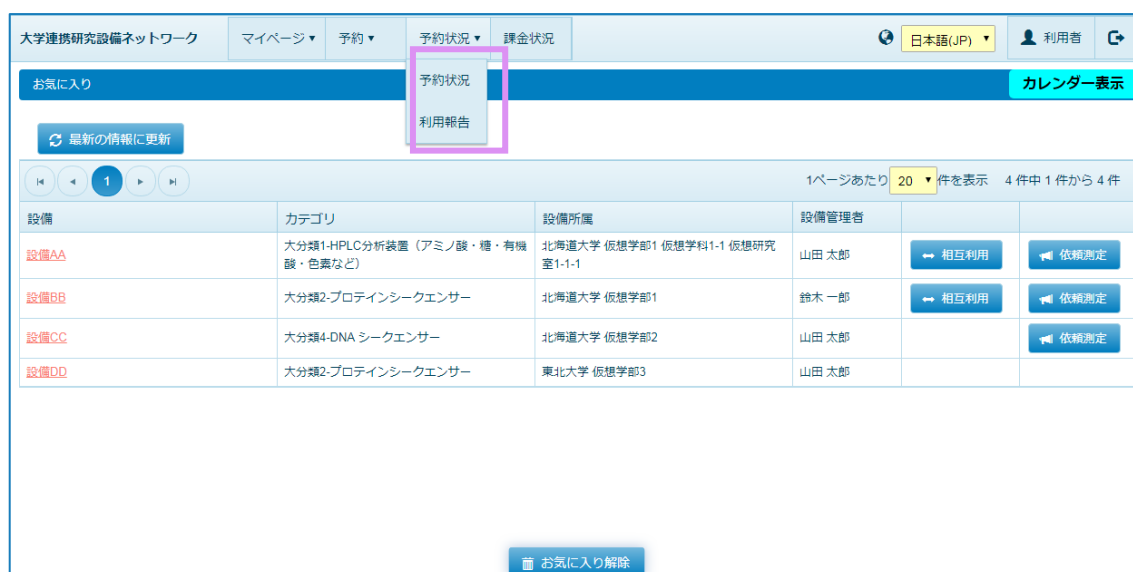 大学連携研究設備ネットワーク マイページ▼ 予約▼ 予約状況▼ 課金状況 日本語(JP) ▼ 利用者
予約状況
利用報告
お気に入り カレンダー表示
最新の情報に更新
1 1ページあたり 20 ▼ 件を表示 4 件中 1 件から 4 件
設備 カテゴリ 設備所属 設備管理者
設備AA 大分類1-HPLC分析装置（アミノ酸・糖・有機酸・色素など） 北海道大学 仮想学部1 仮想学科1-1 仮想研究室1-1-1 山田 太郎 相互利用 依頼測定
設備BB 大分類2-プロテインシークエンサー 北海道大学 仮想学部1 鈴木 一郎 相互利用 依頼測定
設備CC 大分類4-DNA シークエンサー 北海道大学 仮想学部2 山田 太郎 依頼測定
設備DD 大分類2-プロテインシークエンサー 東北大学 仮想学部3 山田 太郎
お気に入り解除